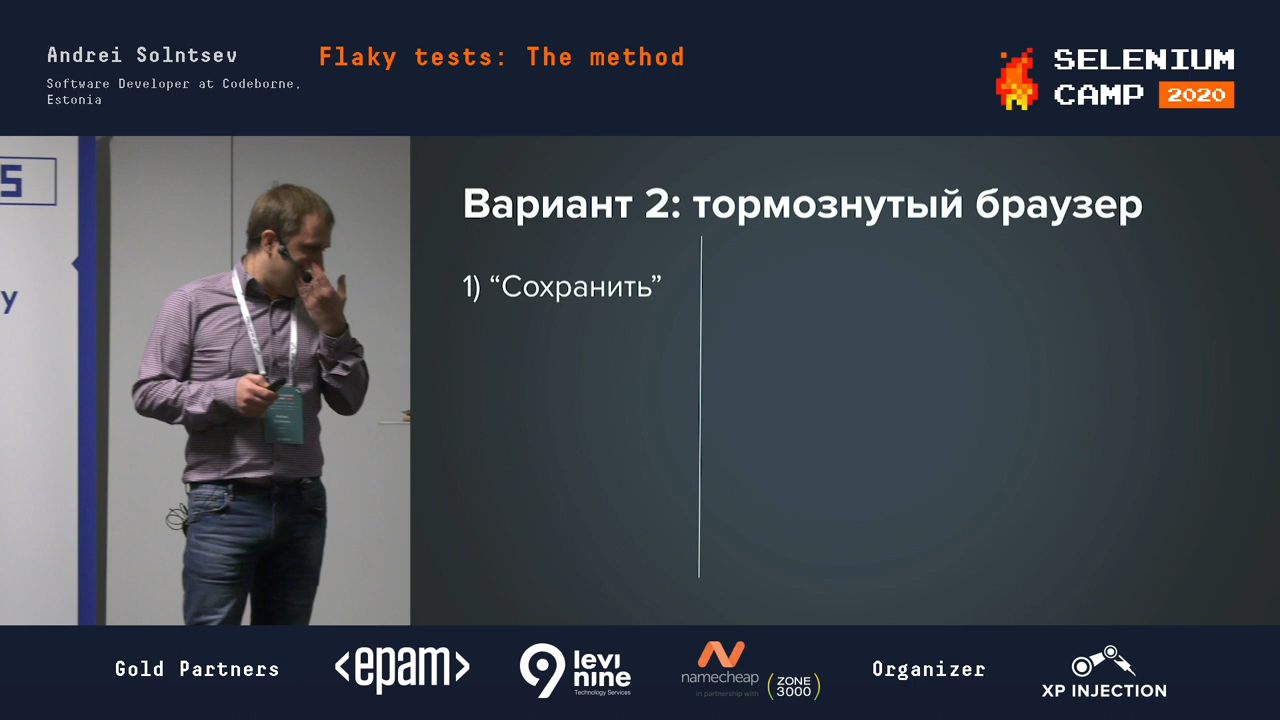 Andrei Solntsev
Software Developer at Codeborne,
Estonia
Flaky tests: The method
SELENIUM
CAMP 2020
S
y
Вариант 2: тормознутый браузер
1) “Сохранить”
Gold Partners
<epam>
9 levi
nine
Technology Services
namecheap
in partnership with
ZONE
3000
Organizer
XP INJECTION